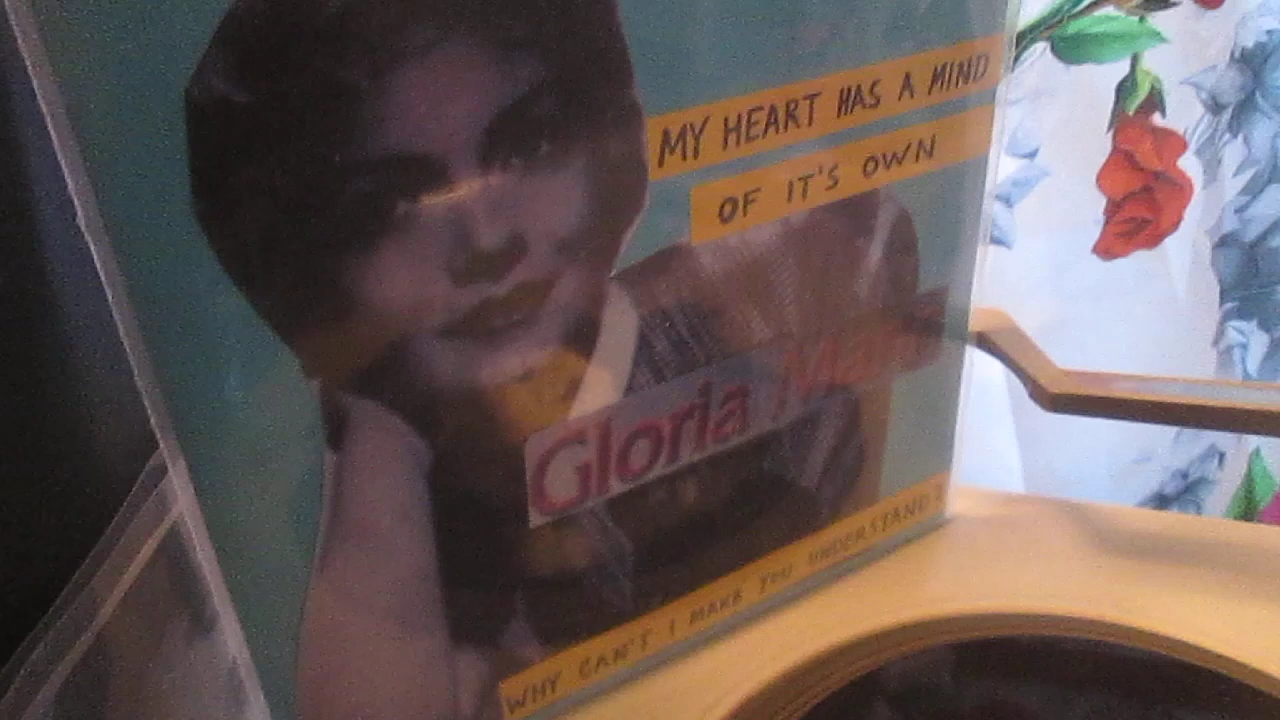 MY HEART HAS A MIND
OF IT'S OWN
Gloria
WHY CAN'T I MAKE YOU UNDERSTAND?